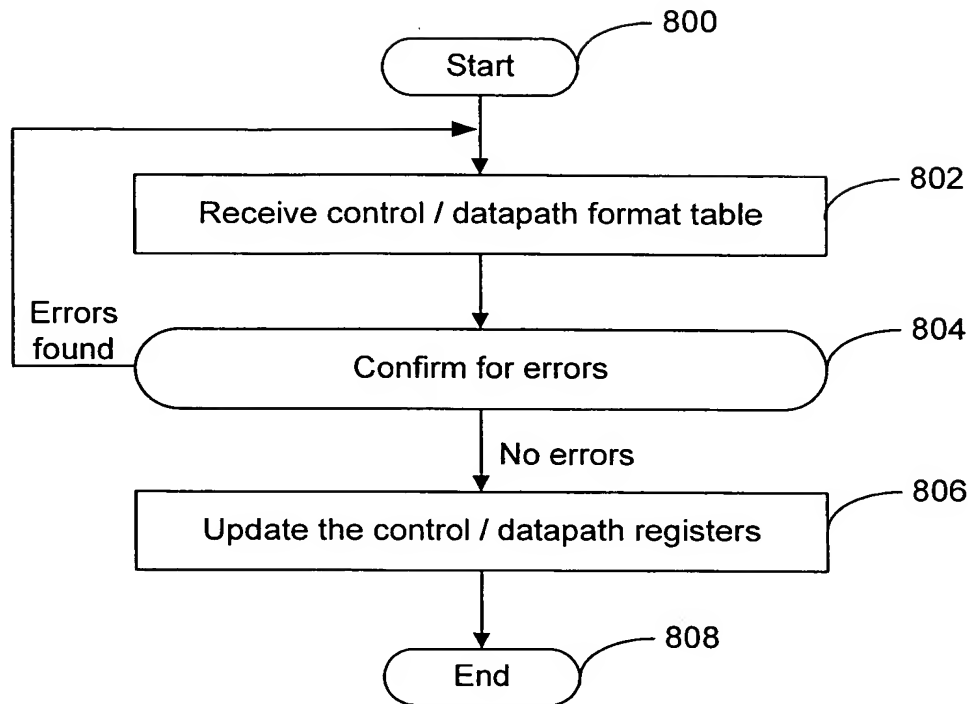 800
Start
802
Receive control / datapath format table
Errors
found
804
Confirm for errors
No errors
806
Update the control / datapath registers
808
End